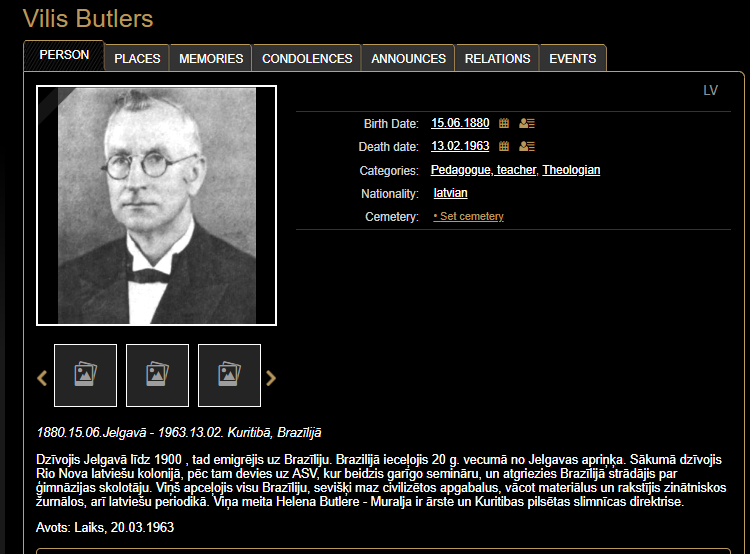 Vilis Butlers
PERSON PLACES MEMORIES CONDOLENCES ANNOUNCES RELATIONS EVENTS
LV
Birth Date: 15.06.1880
Death date: 13.02.1963
Categories: Pedagogue, teacher, Theologian
Nationality: latvian
Cemetery: • Set cemetery
1880.15.06.Jelgavā - 1963.13.02. Kuritibā, Brazīlijā
Dzīvojis Jelgavā līdz 1900 , tad emigrējis uz Brazīliju. Brazilijā ieceļojis 20 g. vecumā no Jelgavas apriņķa. Sākumā dzīvojis
Rio Nova latviešu kolonijā, pēc tam devies uz ASV, kur beidzis garīgo semināru, un atgriezies Brazīlijā strādājis par
ģimnāzijas skolotāju. Viņš apceļojis visu Brazīliju, sevišķi maz civilizētos apgabalus, vācot materiālus un rakstījis zinātniskos
žurnālos, arī latviešu periodikā. Viņa meita Helena Butlere - Muralja ir ārste un Kuritibas pilsētas slimnīcas direktrise.
Avots: Laiks, 20.03.1963